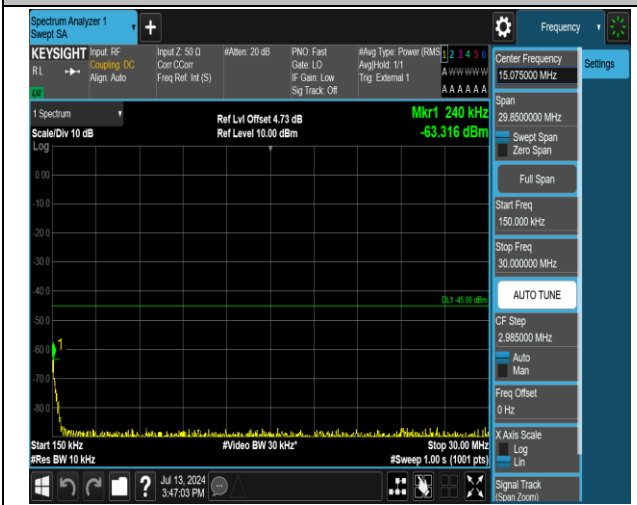 Spectrum Analyzer 1
Swept SA
Frequency
KEYSIGHT
RL
LXI
Input: RF
Coupling: DC
Align: Auto
Input Z: 50 Ω
Corr CCorr
Freq Ref: Int (S)
#Atten: 20 dB
PNO: Fast
Gate: LO
IF Gain: Low
Sig Track: Off
#Avg Type: Power (RMS
Avg|Hold: 1/1
Trig: External 1
1 2 3 4 5 6
A W W W W W
A A A A A A
1 Spectrum
Scale/Div 10 dB
Ref Lvl Offset 4.73 dB
Ref Level 10.00 dBm
Mkr1 240 kHz
-63.316 dBm
Log
0.00
-10.0
-20.0
-30.0
-40.0
DL1 -45.00 dBm
-50.0
-60.0
1
-70.0
-80.0
Start 150 kHz
#Video BW 30 kHz*
Stop 30.00 MHz
#Res BW 10 kHz
#Sweep 1.00 s (1001 pts)
Jul 13, 2024
3:47:03 PM
Center Frequency
15.075000 MHz
Settings
Span
29.8500000 MHz
Swept Span
Zero Span
Full Span
Start Freq
150.000 kHz
Stop Freq
30.000000 MHz
AUTO TUNE
CF Step
2.985000 MHz
Auto
Man
Freq Offset
0 Hz
X Axis Scale
Log
Lin
Signal Track
(Span Zoom)